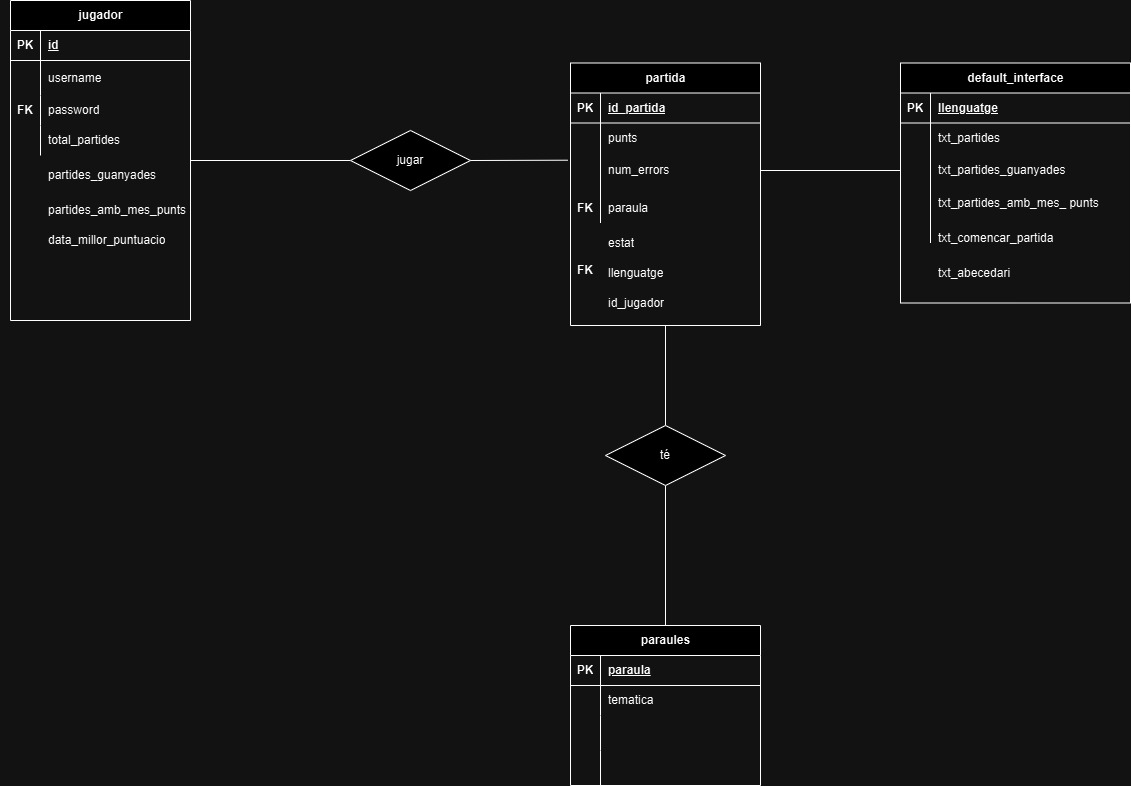 jugador
PK id
username
FK password
total_partides
partides_guanyades
partides_amb_mes_punts
data_millor_puntuacio
jugar
partida
PK id_partida
punts
num_errors
FK paraula
estat
FK llenguatge
id_jugador
default_interface
PK llenguatge
txt_partides
txt_partides_guanyades
txt_partides_amb_mes_ punts
txt_comencar_partida
txt_abecedari
té
paraules
PK paraula
tematica